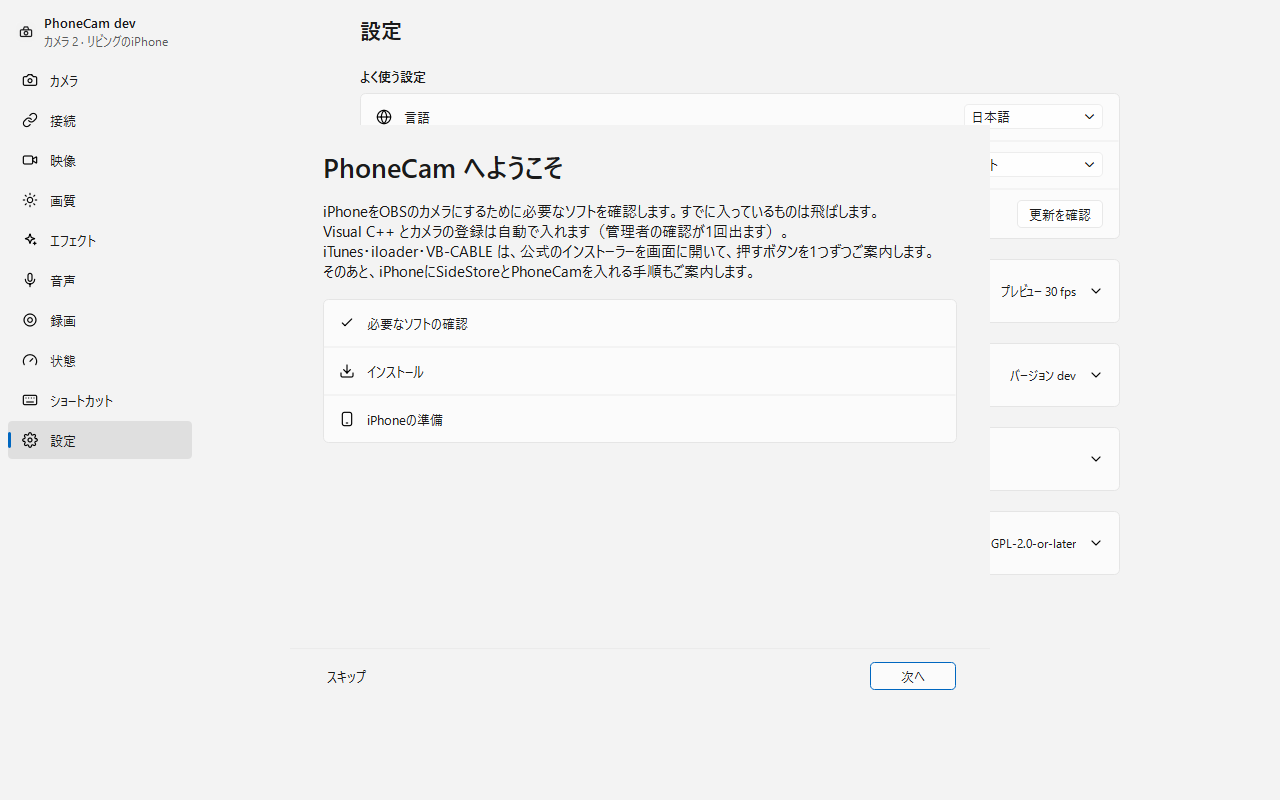 PhoneCam dev
カメラ 2 · リビングのiPhone
カメラ
接続
映像
画質
エフェクト
音声
録画
状態
ショートカット
設定
設定
よく使う設定
言語
日本語
ト
更新を確認
プレビュー 30 fps
バージョン dev
GPL-2.0-or-later
PhoneCam へようこそ
iPhoneをOBSのカメラにするために必要なソフトを確認します。すでに入っているものは飛ばします。
Visual C++ とカメラの登録は自動で入れます（管理者の確認が1回出ます）。
iTunes・iloader・VB-CABLE は、公式のインストーラーを画面に開いて、押すボタンを1つずつご案内します。
そのあと、iPhoneにSideStoreとPhoneCamを入れる手順もご案内します。
必要なソフトの確認
インストール
iPhoneの準備
スキップ
次へ